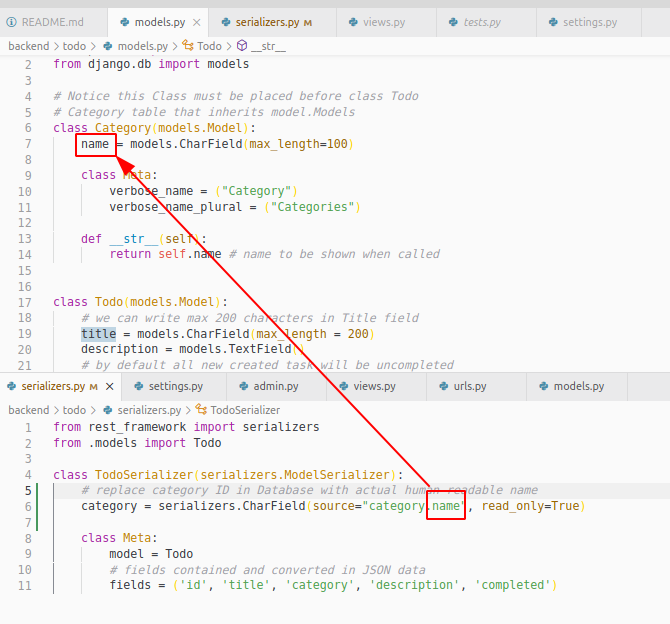 README.md models.py serializers.py M views.py tests.py settings.py
backend > todo > models.py > Todo > __str__
2 from django.db import models
3
4 # Notice this Class must be placed before class Todo
5 # Category table that inherits model.Models
6 class Category(models.Model):
7 name = models.CharField(max_length=100)
8
9 class Meta:
10 verbose_name = ("Category")
11 verbose_name_plural = ("Categories")
12
13 def __str__(self):
14 return self.name # name to be shown when called
15
16
17 class Todo(models.Model):
18 # we can write max 200 characters in Title field
19 title = models.CharField(max_length = 200)
20 description = models.TextField()
21 # by default all new created task will be uncompleted
serializers.py M settings.py admin.py views.py urls.py models.py
backend > todo > serializers.py > TodoSerializer
1 from rest_framework import serializers
2 from .models import Todo
3
4 class TodoSerializer(serializers.ModelSerializer):
5 # replace category ID in Database with actual human-readable name
6 category = serializers.CharField(source="category.name", read_only=True)
7
8 class Meta:
9 model = Todo
10 # fields contained and converted in JSON data
11 fields = ('id', 'title', 'category', 'description', 'completed')